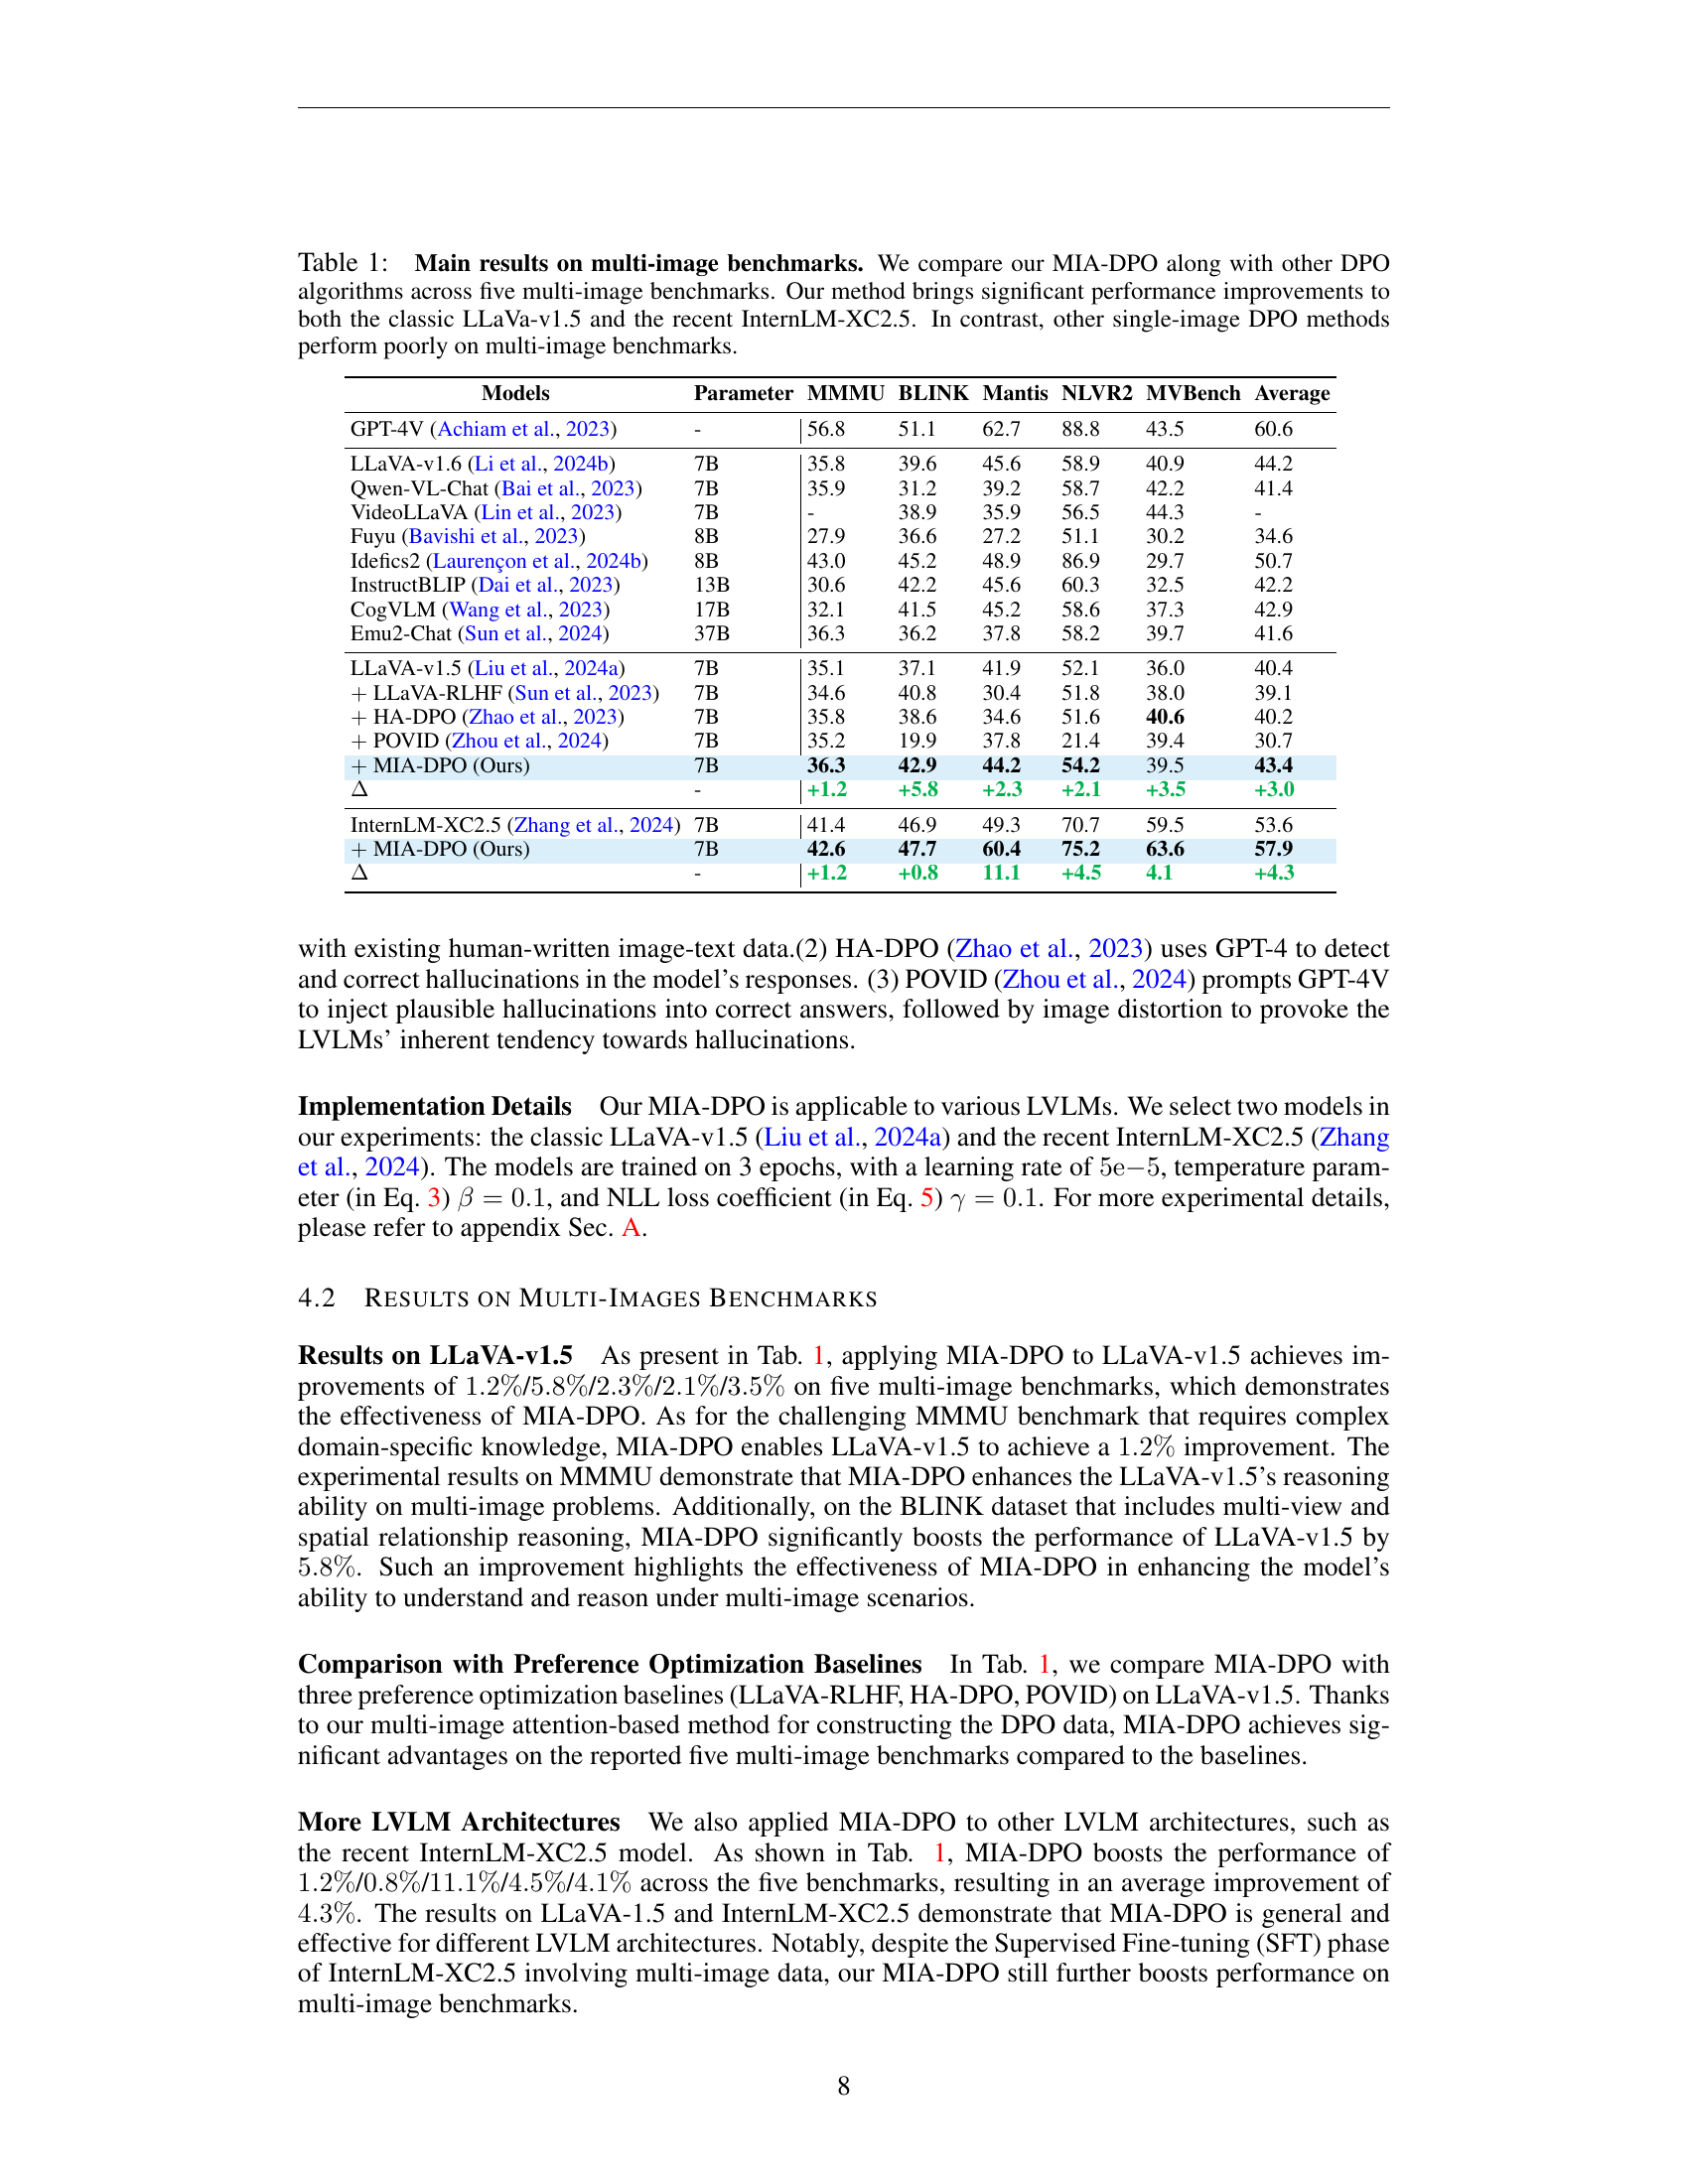 Table 1: Main results on multi-image benchmarks. We compare our MIA-DPO along with other DPO
algorithms across five multi-image benchmarks. Our method brings significant performance improvements to
both the classic LLaVa-v1.5 and the recent InternLM-XC2.5. In contrast, other single-image DPO methods
perform poorly on multi-image benchmarks.
Models Parameter MMMU BLINK Mantis NLVR2 MVBench Average
GPT-4V (Achiam et al., 2023) - 56.8 51.1 62.7 88.8 43.5 60.6
LLaVA-v1.6 (Li et al., 2024b) 7B 35.8 39.6 45.6 58.9 40.9 44.2
Qwen-VL-Chat (Bai et al., 2023) 7B 35.9 31.2 39.2 58.7 42.2 41.4
VideoLLaVA (Lin et al., 2023) 7B - 38.9 35.9 56.5 44.3 -
Fuyu (Bavishi et al., 2023) 8B 27.9 36.6 27.2 51.1 30.2 34.6
Idefics2 (Laurençon et al., 2024b) 8B 43.0 45.2 48.9 86.9 29.7 50.7
InstructBLIP (Dai et al., 2023) 13B 30.6 42.2 45.6 60.3 32.5 42.2
CogVLM (Wang et al., 2023) 17B 32.1 41.5 45.2 58.6 37.3 42.9
Emu2-Chat (Sun et al., 2024) 37B 36.3 36.2 37.8 58.2 39.7 41.6
LLaVA-v1.5 (Liu et al., 2024a) 7B 35.1 37.1 41.9 52.1 36.0 40.4
+ LLaVA-RLHF (Sun et al., 2023) 7B 34.6 40.8 30.4 51.8 38.0 39.1
+ HA-DPO (Zhao et al., 2023) 7B 35.8 38.6 34.6 51.6 40.6 40.2
+ POVID (Zhou et al., 2024) 7B 35.2 19.9 37.8 21.4 39.4 30.7
+ MIA-DPO (Ours) 7B 36.3 42.9 44.2 54.2 39.5 43.4
Δ - +1.2 +5.8 +2.3 +2.1 +3.5 +3.0
InternLM-XC2.5 (Zhang et al., 2024) 7B 41.4 46.9 49.3 70.7 59.5 53.6
+ MIA-DPO (Ours) 7B 42.6 47.7 60.4 75.2 63.6 57.9
Δ - +1.2 +0.8 11.1 +4.5 4.1 +4.3
with existing human-written image-text data.(2) HA-DPO (Zhao et al., 2023) uses GPT-4 to detect
and correct hallucinations in the model's responses. (3) POVID (Zhou et al., 2024) prompts GPT-4V
to inject plausible hallucinations into correct answers, followed by image distortion to provoke the
LVLMs' inherent tendency towards hallucinations.
Implementation Details Our MIA-DPO is applicable to various LVLMs. We select two models in
our experiments: the classic LLaVA-v1.5 (Liu et al., 2024a) and the recent InternLM-XC2.5 (Zhang
et al., 2024). The models are trained on 3 epochs, with a learning rate of 5e−5, temperature param-
eter (in Eq. 3) β = 0.1, and NLL loss coefficient (in Eq. 5) γ = 0.1. For more experimental details,
please refer to appendix Sec. A.
4.2 RESULTS ON MULTI-IMAGES BENCHMARKS
Results on LLaVA-v1.5 As present in Tab. 1, applying MIA-DPO to LLaVA-v1.5 achieves im-
provements of 1.2%/5.8%/2.3%/2.1%/3.5% on five multi-image benchmarks, which demonstrates
the effectiveness of MIA-DPO. As for the challenging MMMU benchmark that requires complex
domain-specific knowledge, MIA-DPO enables LLaVA-v1.5 to achieve a 1.2% improvement. The
experimental results on MMMU demonstrate that MIA-DPO enhances the LLaVA-v1.5's reasoning
ability on multi-image problems. Additionally, on the BLINK dataset that includes multi-view and
spatial relationship reasoning, MIA-DPO significantly boosts the performance of LLaVA-v1.5 by
5.8%. Such an improvement highlights the effectiveness of MIA-DPO in enhancing the model's
ability to understand and reason under multi-image scenarios.
Comparison with Preference Optimization Baselines In Tab. 1, we compare MIA-DPO with
three preference optimization baselines (LLaVA-RLHF, HA-DPO, POVID) on LLaVA-v1.5. Thanks
to our multi-image attention-based method for constructing the DPO data, MIA-DPO achieves sig-
nificant advantages on the reported five multi-image benchmarks compared to the baselines.
More LVLM Architectures We also applied MIA-DPO to other LVLM architectures, such as
the recent InternLM-XC2.5 model. As shown in Tab. 1, MIA-DPO boosts the performance of
1.2%/0.8%/11.1%/4.5%/4.1% across the five benchmarks, resulting in an average improvement of
4.3%. The results on LLaVA-1.5 and InternLM-XC2.5 demonstrate that MIA-DPO is general and
effective for different LVLM architectures. Notably, despite the Supervised Fine-tuning (SFT) phase
of InternLM-XC2.5 involving multi-image data, our MIA-DPO still further boosts performance on
multi-image benchmarks.
8